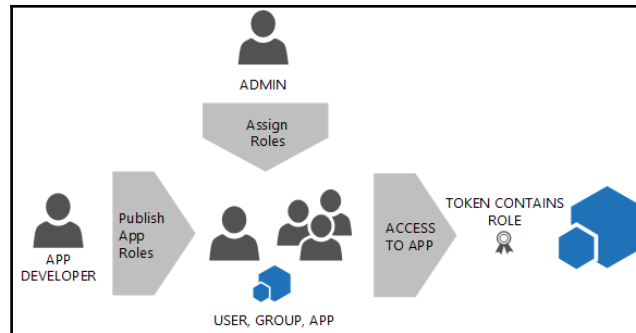 ADMIN
Assign
Roles
APP
DEVELOPER
Publish
App
Roles
USER, GROUP, APP
ACCESS
TO APP
TOKEN CONTAINS
ROLE